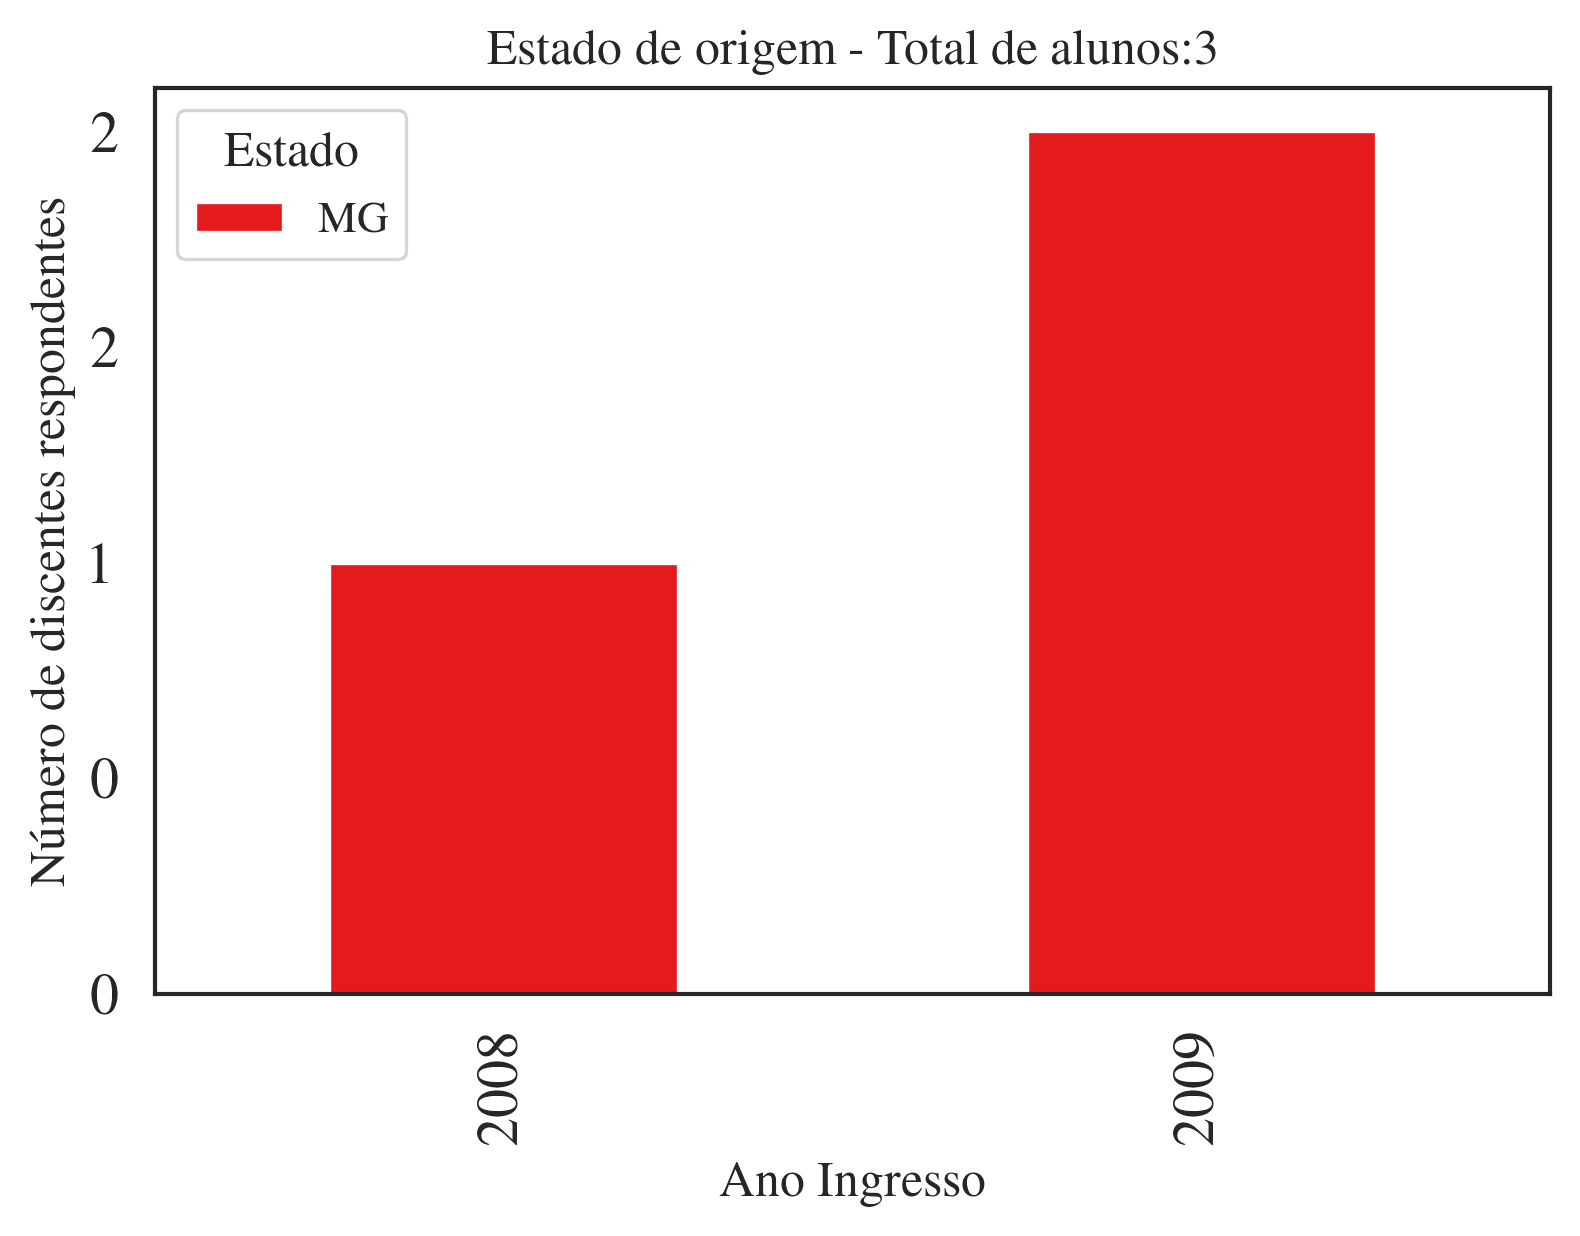 Estado de origem - Total de alunos:3
Estado
MG
Número de discentes respondentes
2
2
1
0
0
2008
2009
Ano Ingresso